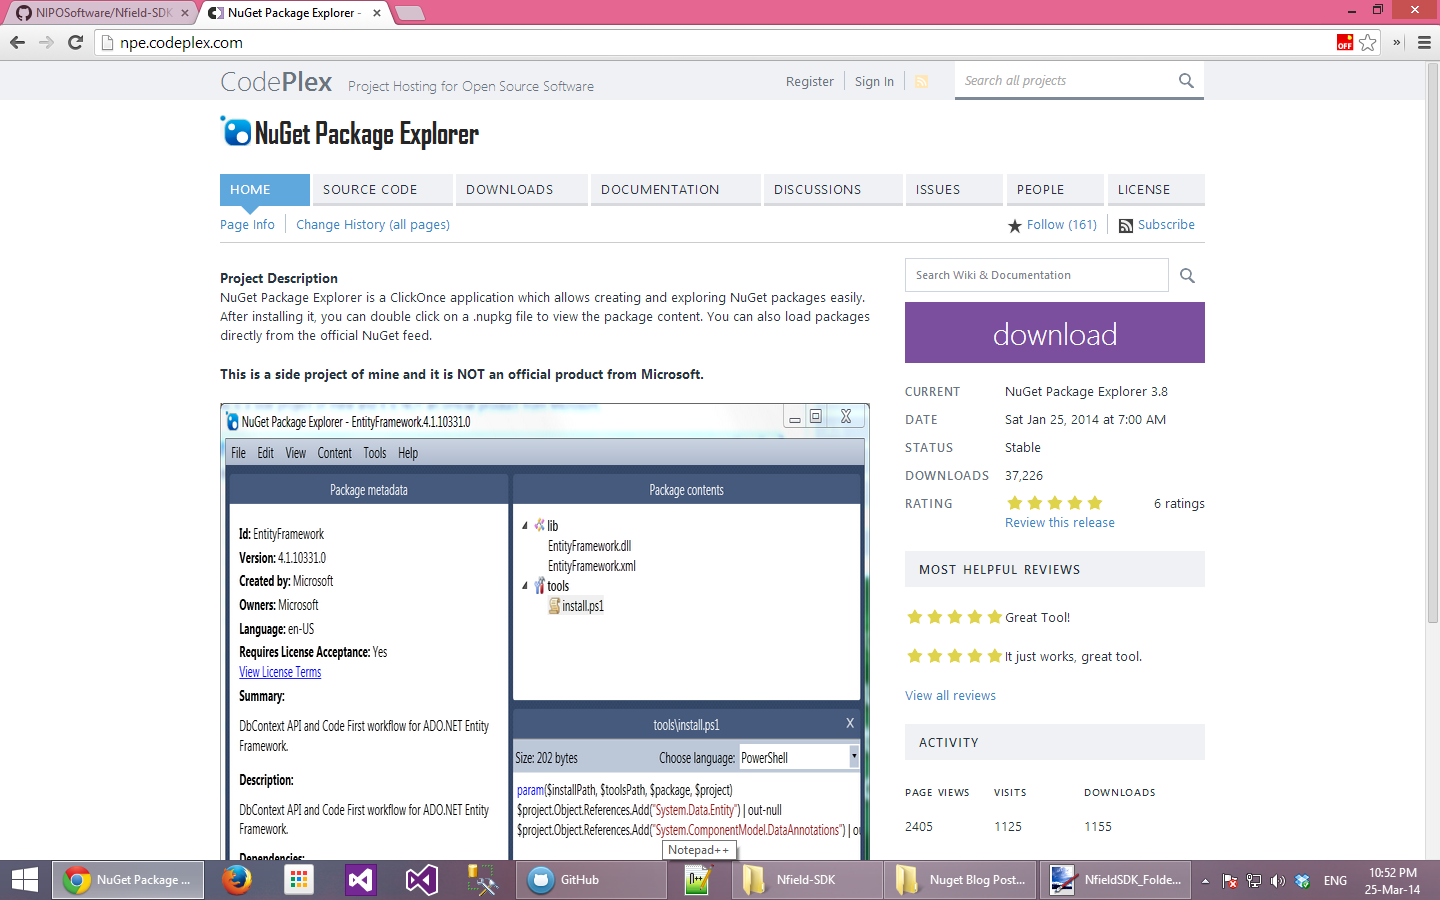 NIPOSoftware/Nfield-SDK
NuGet Package Explorer -
npe.codeplex.com
OFF
CodePlex Project Hosting for Open Source Software
Register Sign In
Search all projects
NuGet Package Explorer
HOME SOURCE CODE DOWNLOADS DOCUMENTATION DISCUSSIONS ISSUES PEOPLE LICENSE
Page Info Change History (all pages)
Follow (161) Subscribe
Project Description
NuGet Package Explorer is a ClickOnce application which allows creating and exploring NuGet packages easily.
After installing it, you can double click on a .nupkg file to view the package content. You can also load packages
directly from the official NuGet feed.
This is a side project of mine and it is NOT an official product from Microsoft.
NuGet Package Explorer - EntityFramework.4.1.10331.0
File Edit View Content Tools Help
Package metadata
Id: EntityFramework
Version: 4.1.10331.0
Created by: Microsoft
Owners: Microsoft
Language: en-US
Requires License Acceptance: Yes
View License Terms
Summary:
DbContext API and Code First workflow for ADO.NET Entity
Framework.
Description:
DbContext API and Code First workflow for ADO.NET Entity
Framework.
Dependencies:
Package contents
lib
EntityFramework.dll
EntityFramework.xml
tools
install.ps1
tools\install.ps1 X
Size: 202 bytes Choose language: PowerShell
param($installPath, $toolsPath, $package, $project)
$project.Object.References.Add("System.Data.Entity") | out-null
$project.Object.References.Add("System.ComponentModel.DataAnnotations") | ou
Search Wiki & Documentation
download
CURRENT NuGet Package Explorer 3.8
DATE Sat Jan 25, 2014 at 7:00 AM
STATUS Stable
DOWNLOADS 37,226
RATING 6 ratings
Review this release
MOST HELPFUL REVIEWS
Great Tool!
It just works, great tool.
View all reviews
ACTIVITY
PAGE VIEWS VISITS DOWNLOADS
2405 1125 1155
Notepad++
NuGet Package ...
GitHub
Nfield-SDK
Nuget Blog Post...
NfieldSDK_Folde...
ENG
10:52 PM
25-Mar-14